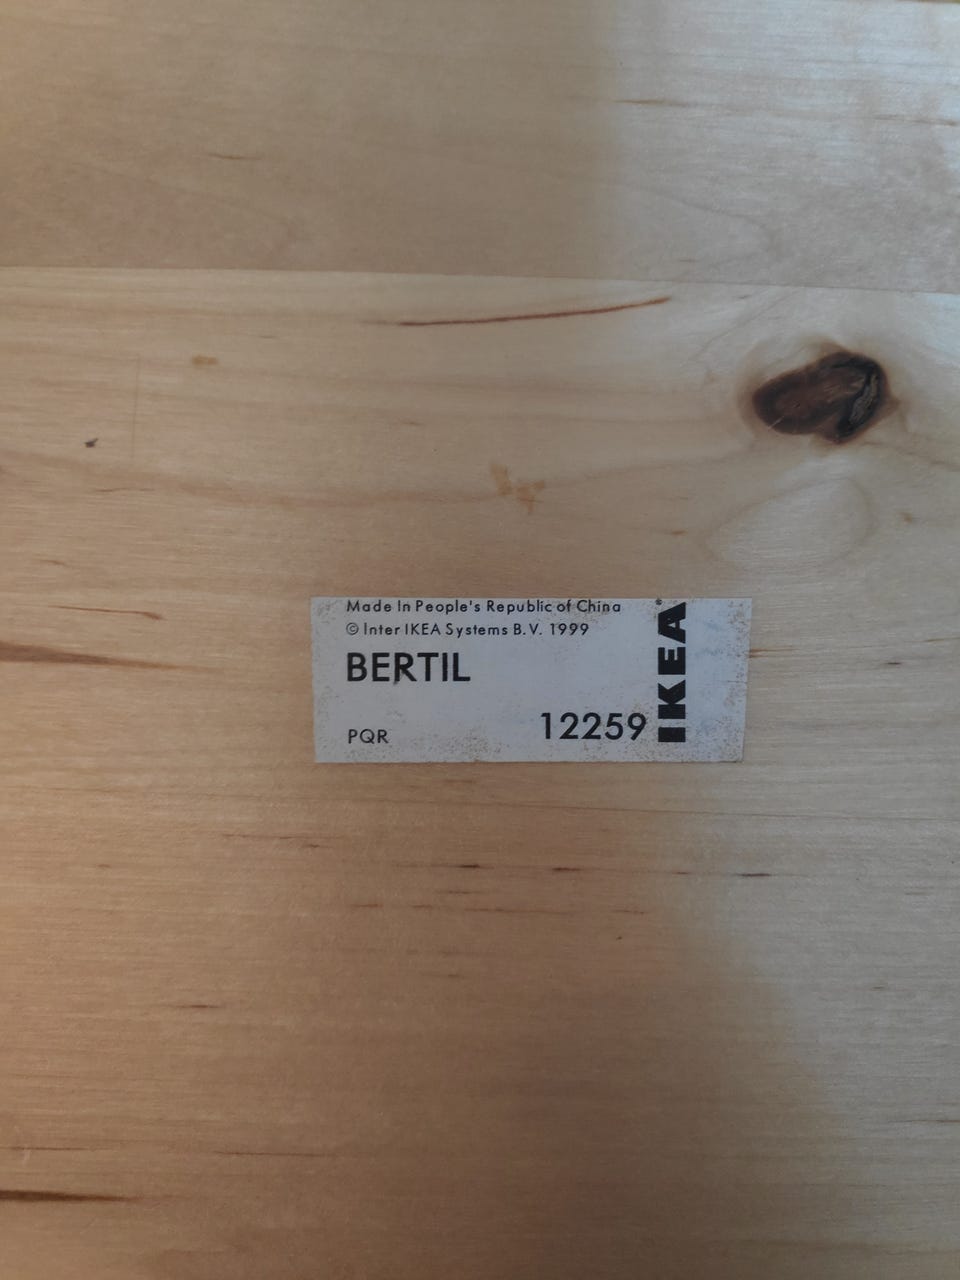 Made In People's Republic of China
© Inter IKEA Systems B.V. 1999
BERTIL
PQR 12259
IKEA®